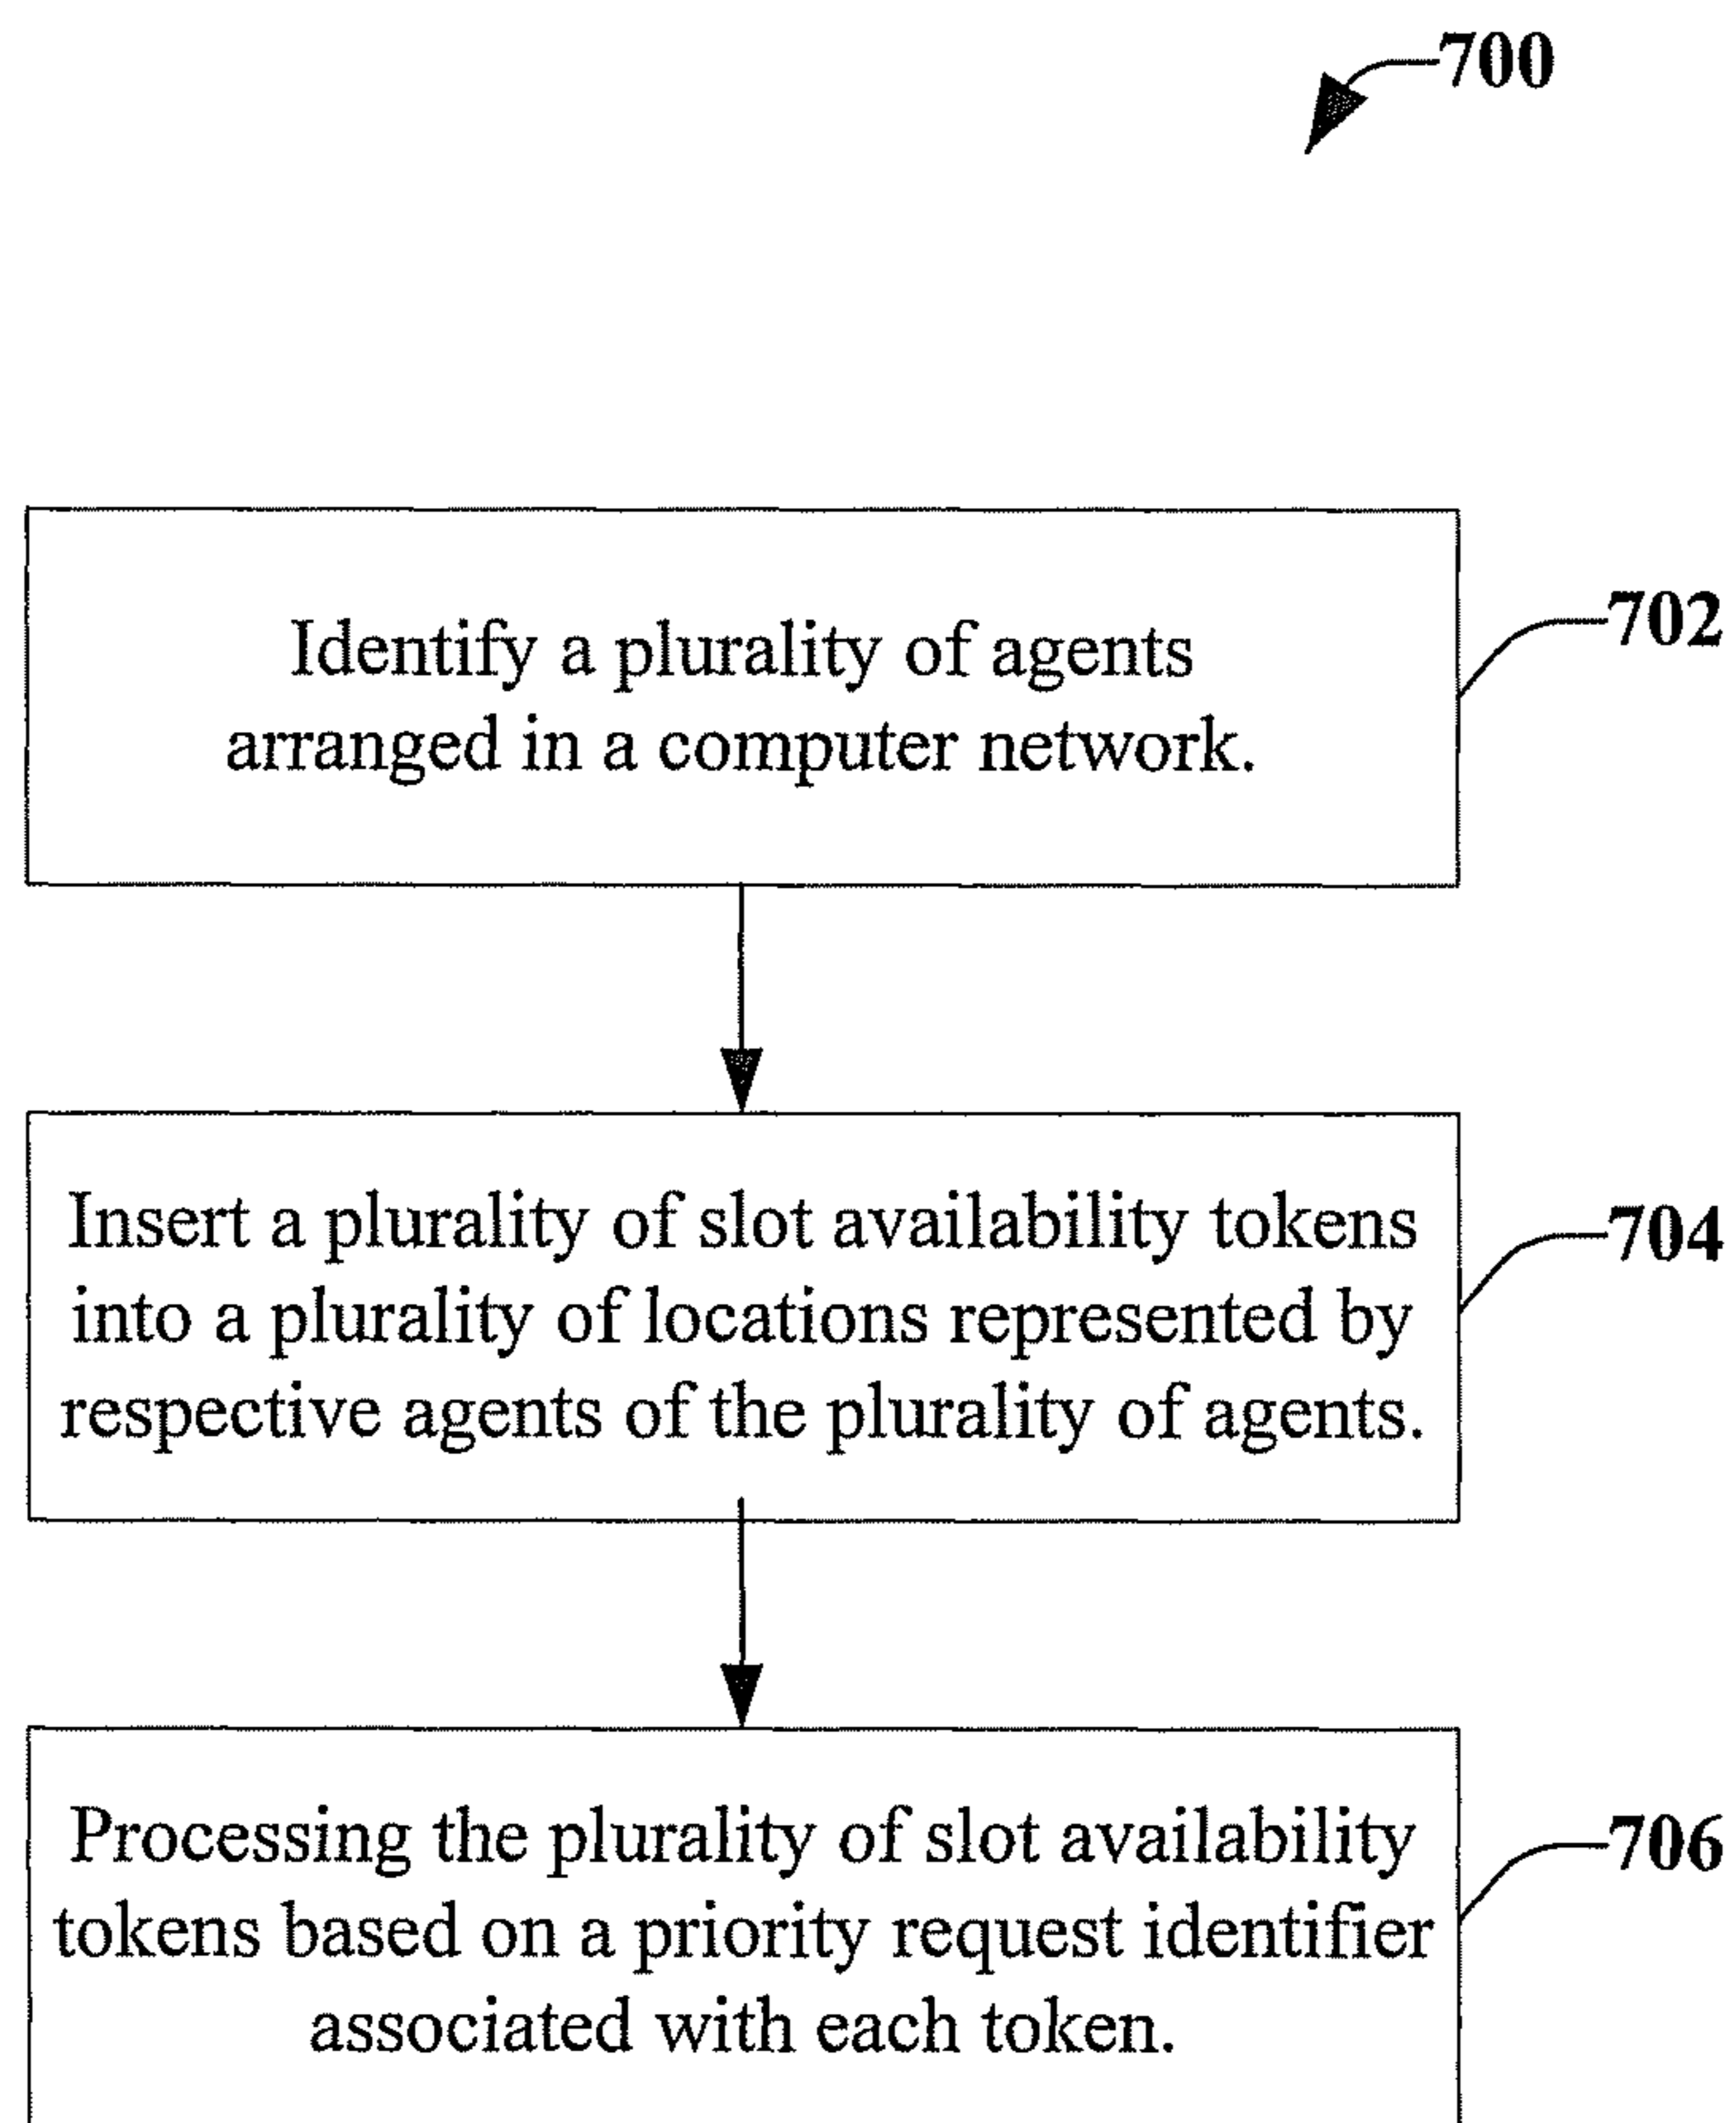 700
Identify a plurality of agents
arranged in a computer network.
702
Insert a plurality of slot availability tokens
into a plurality of locations represented by
respective agents of the plurality of agents.
704
Processing the plurality of slot availability
tokens based on a priority request identifier
associated with each token.
706